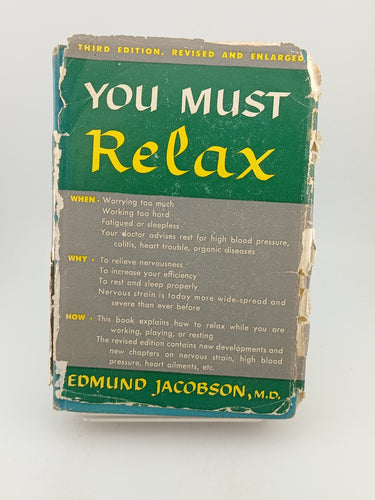 THIRD EDITION, REVISED AND ENLARGED
YOU MUST
Relax
WHEN • Worrying too much
Working too hard
Fatigued or sleepless
Your doctor advises rest for high blood pressure,
colitis, heart trouble, organic diseases
WHY • To relieve nervousness
To increase your efficiency
To rest and sleep properly
Nervous strain is today more wide-spread and
severe than ever before
HOW • This book explains how to relax while you are
working, playing, or resting
The revised edition contains new developments and
new chapters on nervous strain, high blood
pressure, heart ailments, etc.
EDMUND JACOBSON, M.D.